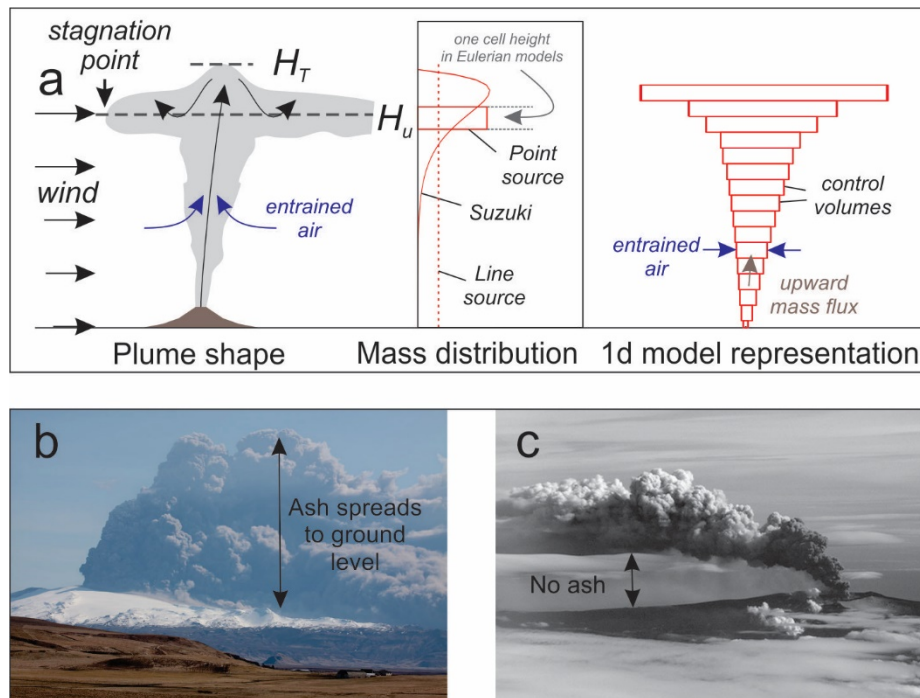 a
stagnation
point
wind
H_T
H_u
entrained
air
Plume shape
one cell height
in Eulerian models
Point
source
Suzuki
Line
source
Mass distribution
control
volumes
entrained
air
upward
mass flux
1d model representation
b
Ash spreads
to ground
level
c
No ash